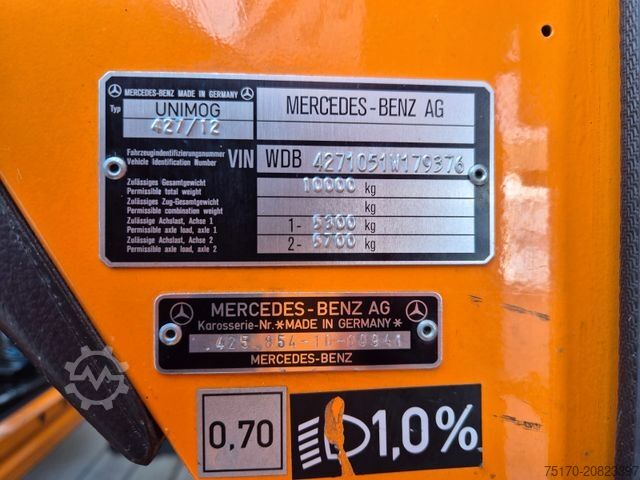 MERCEDES-BENZ MADE IN GERMANY
Typ UNIMOG
427/12
MERCEDES-BENZ AG
Fahrzeugidentifizierungsnummer
Vehicle Identification Number
VIN WDB 4271051W179376
Zulässiges Gesamtgewicht
Permissible total weight
10000 kg
Zulässiges Zug-Gesamtgewicht
Permissible combination weight
kg
Zulässige Achslast, Achse 1
Permissible axle load, axle 1
1- 5300 kg
Zulässige Achslast, Achse 2
Permissible axle load, axle 2
2- 5700 kg
MERCEDES-BENZ AG
Karosserie-Nr.*MADE IN GERMANY*
MERCEDES-BENZ
0,70
1,0%
75170-20823397